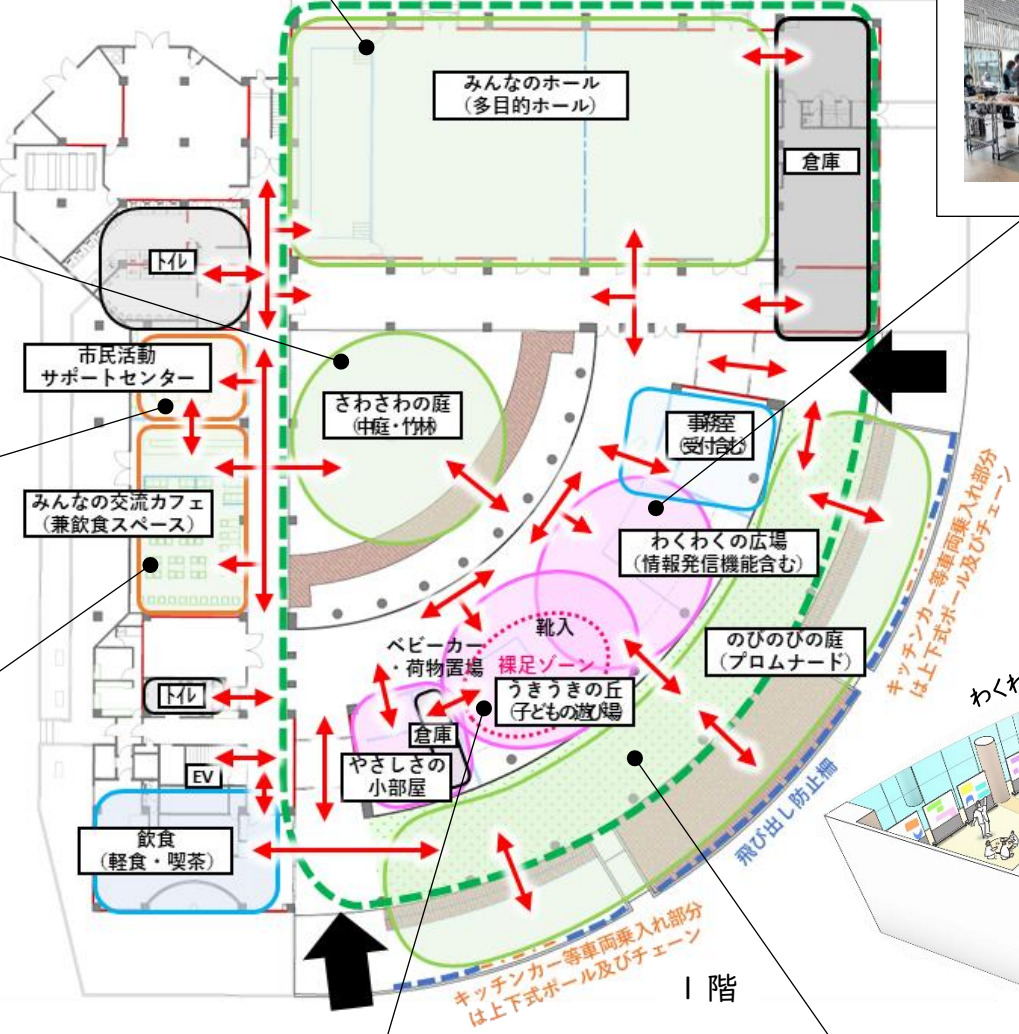 みんなのホール
（多目的ホール）
倉庫
トイレ
市民活動
サポートセンター
さわさわの庭
（中庭・竹林）
事務室
（受付含む）
みんなの交流カフェ
（兼飲食スペース）
わくわくの広場
（情報発信機能含む）
キッチンカー等車両乗入れ部分
は上下式ポール及びチェーン
靴入
ベビーカー
・荷物置場
裸足ゾーン
のびのびの庭
（プロムナード）
うきうきの丘
（子どもの遊び場）
トイレ
倉庫
やさしさの
小部屋
EV
わくわ
飲食
（軽食・喫茶）
飛び出し防止柵
キッチンカー等車両乗入れ部分
は上下式ポール及びチェーン
1階